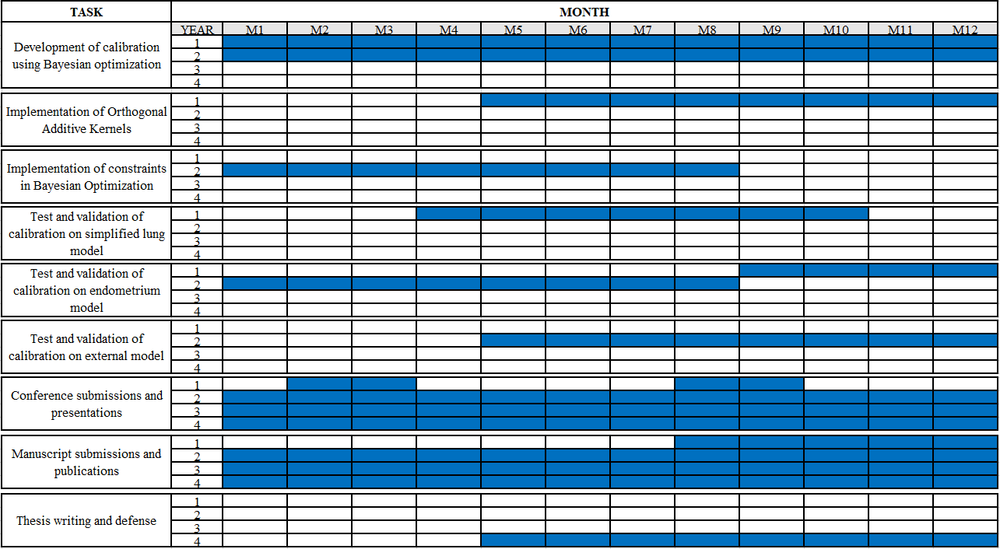 TASK MONTH
YEAR M1 M2 M3 M4 M5 M6 M7 M8 M9 M10 M11 M12
Development of calibration
using Bayesian optimization
1
2
3
4
Implementation of Orthogonal
Additive Kernels
1
2
3
4
Implementation of constraints
in Bayesian Optimization
1
2
3
4
Test and validation of
calibration on simplified lung
model
1
2
3
4
Test and validation of
calibration on endometrium
model
1
2
3
4
Test and validation of
calibration on external model
1
2
3
4
Conference submissions and
presentations
1
2
3
4
Manuscript submissions and
publications
1
2
3
4
Thesis writing and defense
1
2
3
4